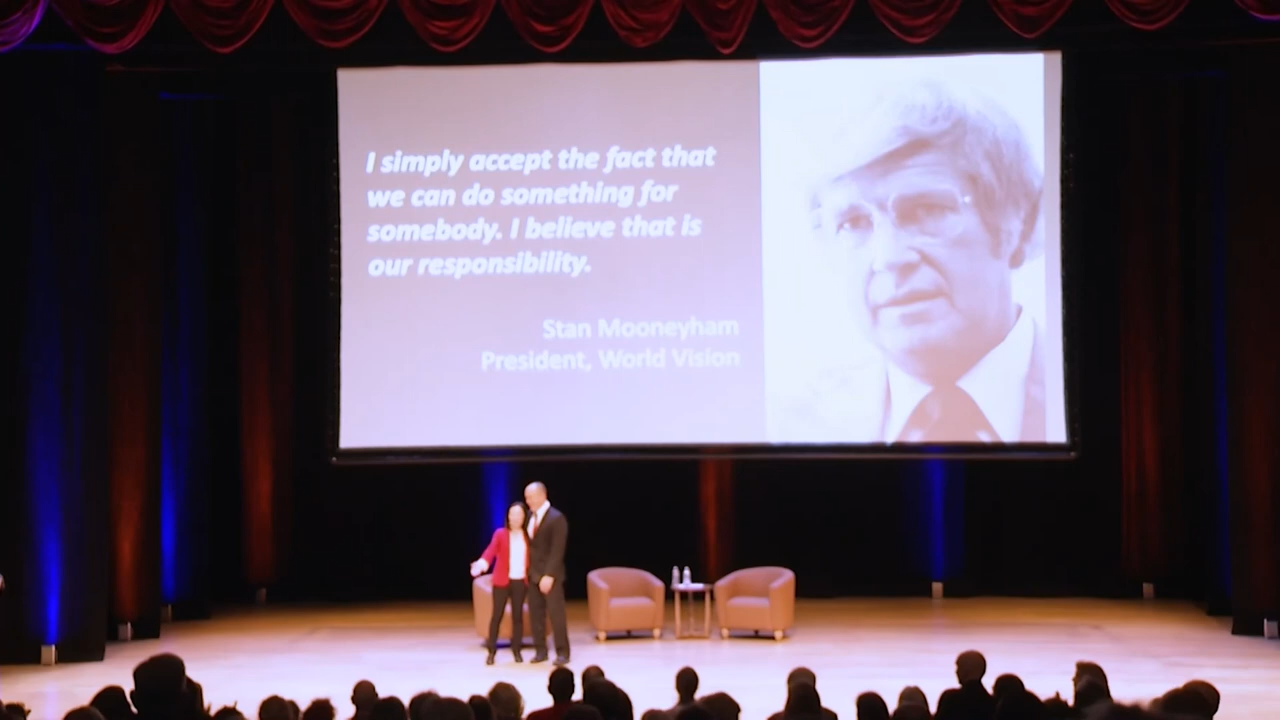 I simply accept the fact that
we can do something for
somebody. I believe that is
our responsibility.
Stan Mooneyham
President, World Vision